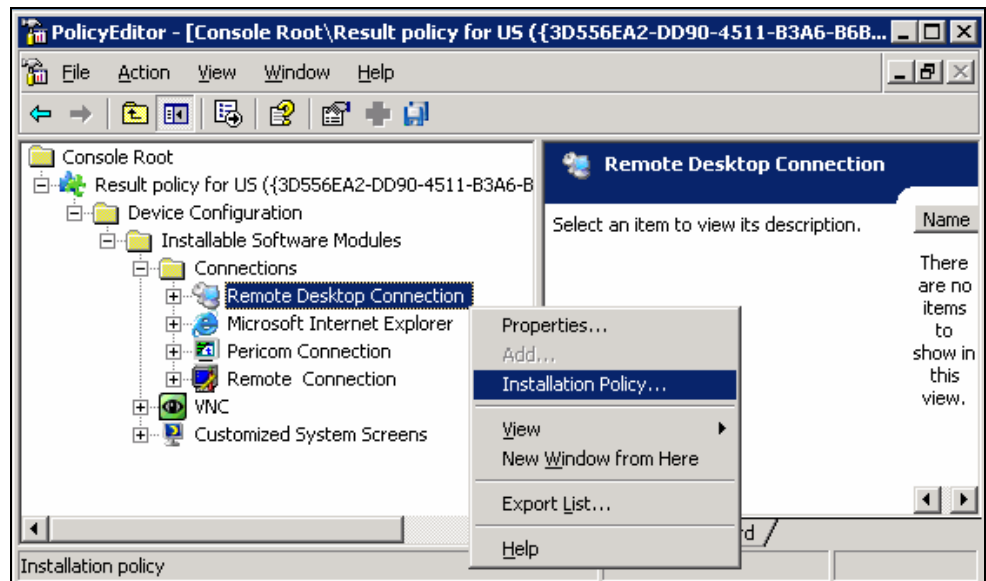 PolicyEditor - [Console Root\Result policy for US ({3D556EA2-DD90-4511-B3A6-B6B...
File Action View Window Help
Console Root
Result policy for US ({3D556EA2-DD90-4511-B3A6-B
Device Configuration
Installable Software Modules
Connections
Remote Desktop Connection
Microsoft Internet Explorer
Pericom Connection
Remote Connection
VNC
Customized System Screens
Remote Desktop Connection
Select an item to view its description.
Name
There
are no
items
to
show in
this
view.
Properties...
Add...
Installation Policy...
View
New Window from Here
Export List...
Help
rd
Installation policy